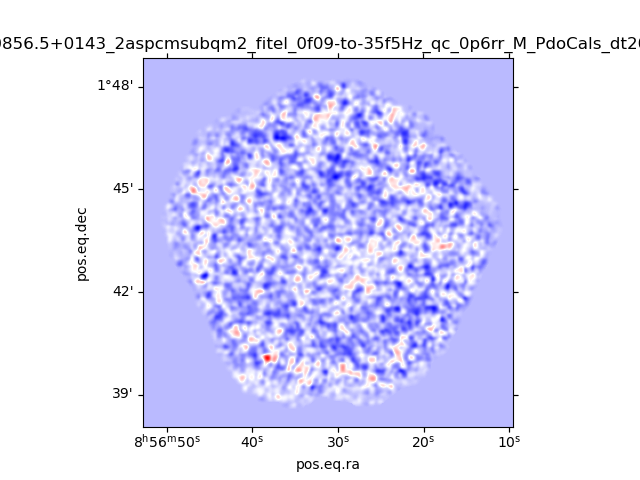 0856.5+0143_2aspcmsubqm2_fitel_0f09-to-35f5Hz_qc_0p6rr_M_PdoCals_dt20
1°48'
45'
42'
39'
pos.eq.dec
8ʰ56ᵐ50ˢ 40ˢ 30ˢ 20ˢ 10ˢ
pos.eq.ra